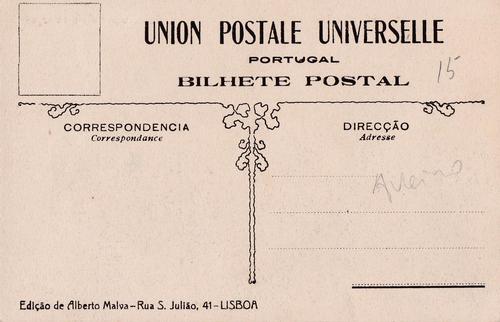 UNION POSTALE UNIVERSELLE
PORTUGAL
15
BILHETE POSTAL
CORRESPONDENCIA
Correspondance
DIRECÇÃO
Adresse
Aveiro
Edição de Alberto Malva–Rua S. Julião, 41–LISBOA